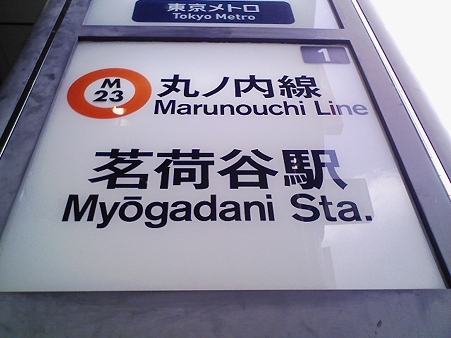 東京メトロ
Tokyo Metro
1
M
23
丸ノ内線
Marunouchi Line
茗荷谷駅
Myōgadani Sta.